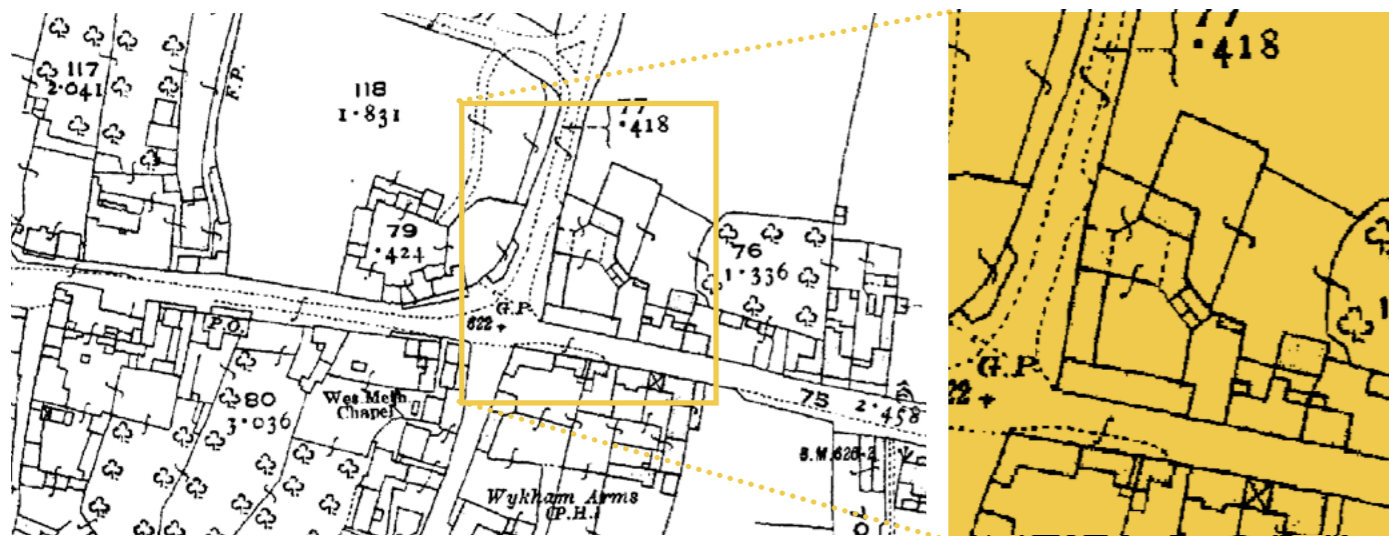 117
2·041
F.P.
118
1·831
77
·418
79
·424
76
1·336
G.P.
622 +
P.O.
80
3·036
Wes. Meth.
Chapel
75
2·458
B.M. 625·2
Wykham Arms
(P.H.)
77
·418
G.P.
22 +